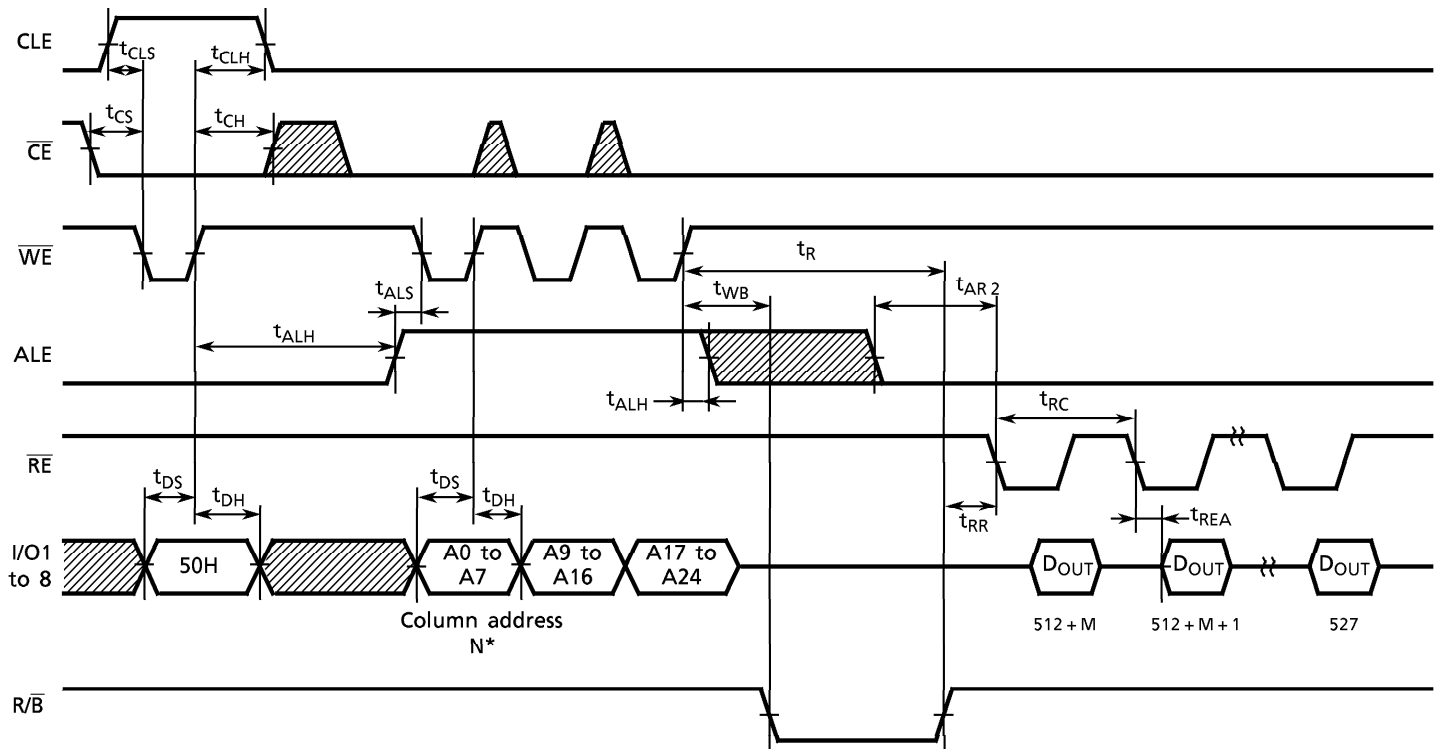 CLE
tCLS
tCLH
CE
tCS
tCH
WE
tR
tALS
tWB
tAR 2
ALE
tALH
tALH
tRC
RE
tDS
tDH
tDS
tDH
tRR
tREA
I/O1
to 8
50H
A0 to
A7
A9 to
A16
A17 to
A24
DOUT
DOUT
DOUT
Column address
N*
512 + M
512 + M + 1
527
R/B